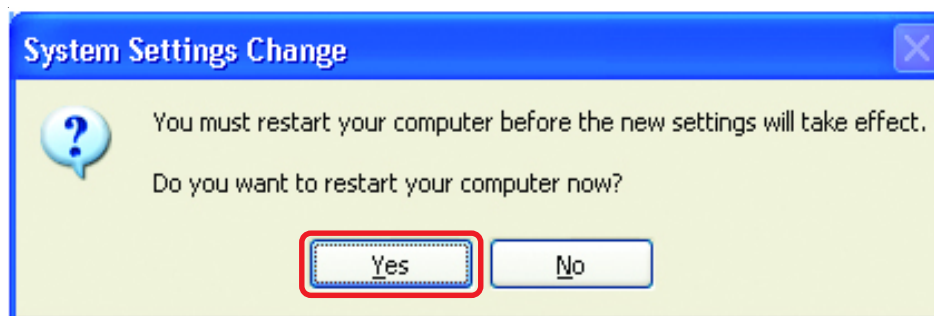 System Settings Change
You must restart your computer before the new settings will take effect.
Do you want to restart your computer now?
Yes No